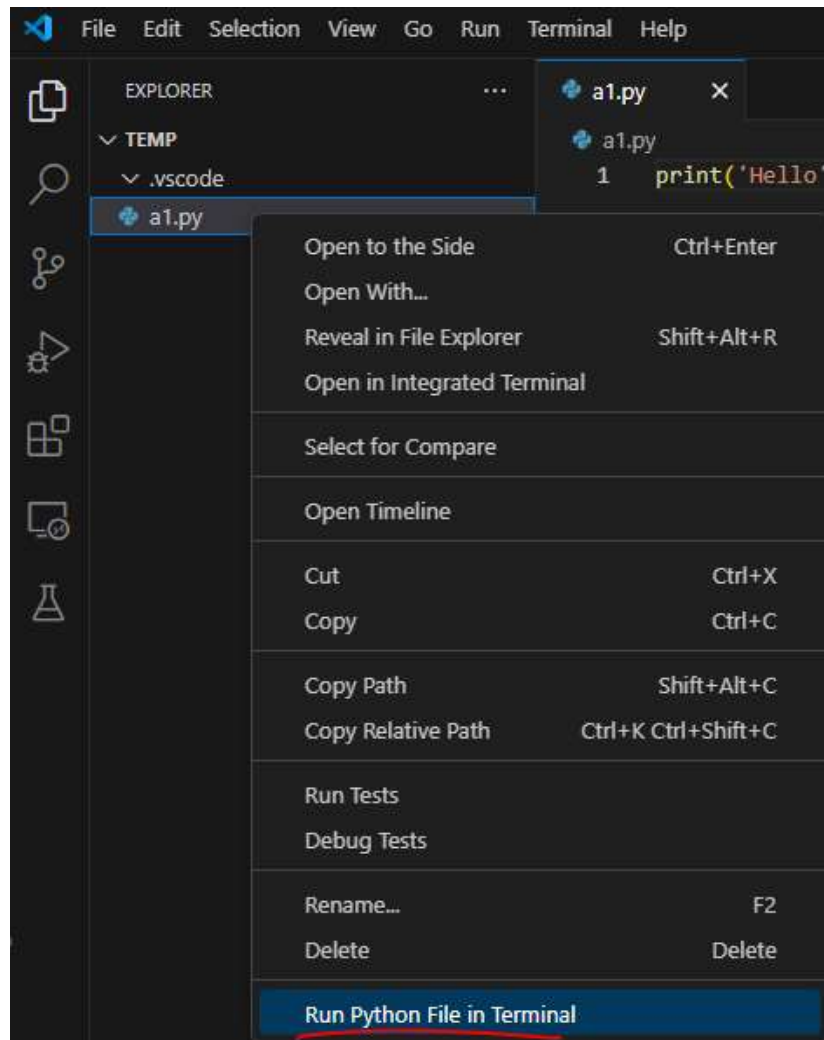 File Edit Selection View Go Run Terminal Help
EXPLORER ...
a1.py
TEMP
a1.py
.vscode
1 print('Hello'
a1.py
Open to the Side Ctrl+Enter
Open With...
Reveal in File Explorer Shift+Alt+R
Open in Integrated Terminal
Select for Compare
Open Timeline
Cut Ctrl+X
Copy Ctrl+C
Copy Path Shift+Alt+C
Copy Relative Path Ctrl+K Ctrl+Shift+C
Run Tests
Debug Tests
Rename... F2
Delete Delete
Run Python File in Terminal